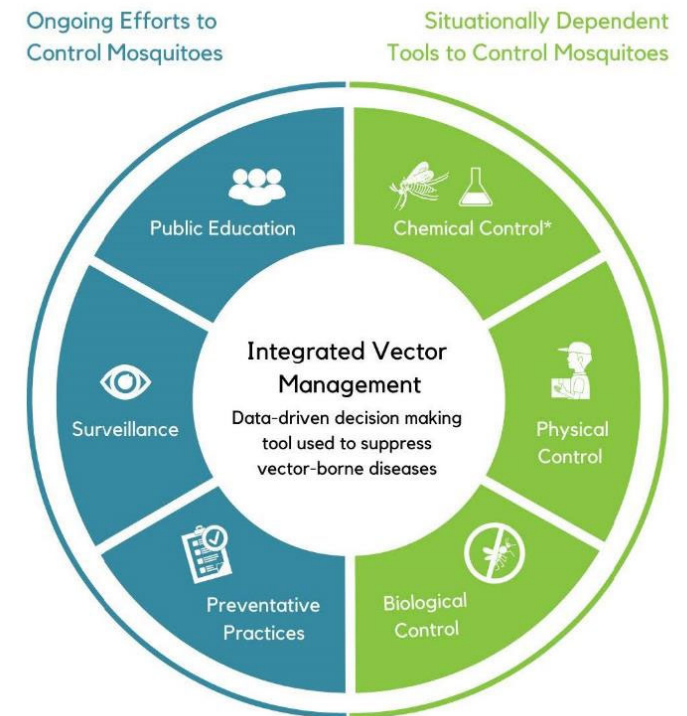 Ongoing Efforts to
Control Mosquitoes
Situationally Dependent
Tools to Control Mosquitoes
Public Education
Chemical Control*
Surveillance
Integrated Vector
Management
Data-driven decision making
tool used to suppress
vector-borne diseases
Physical
Control
Preventative
Practices
Biological
Control